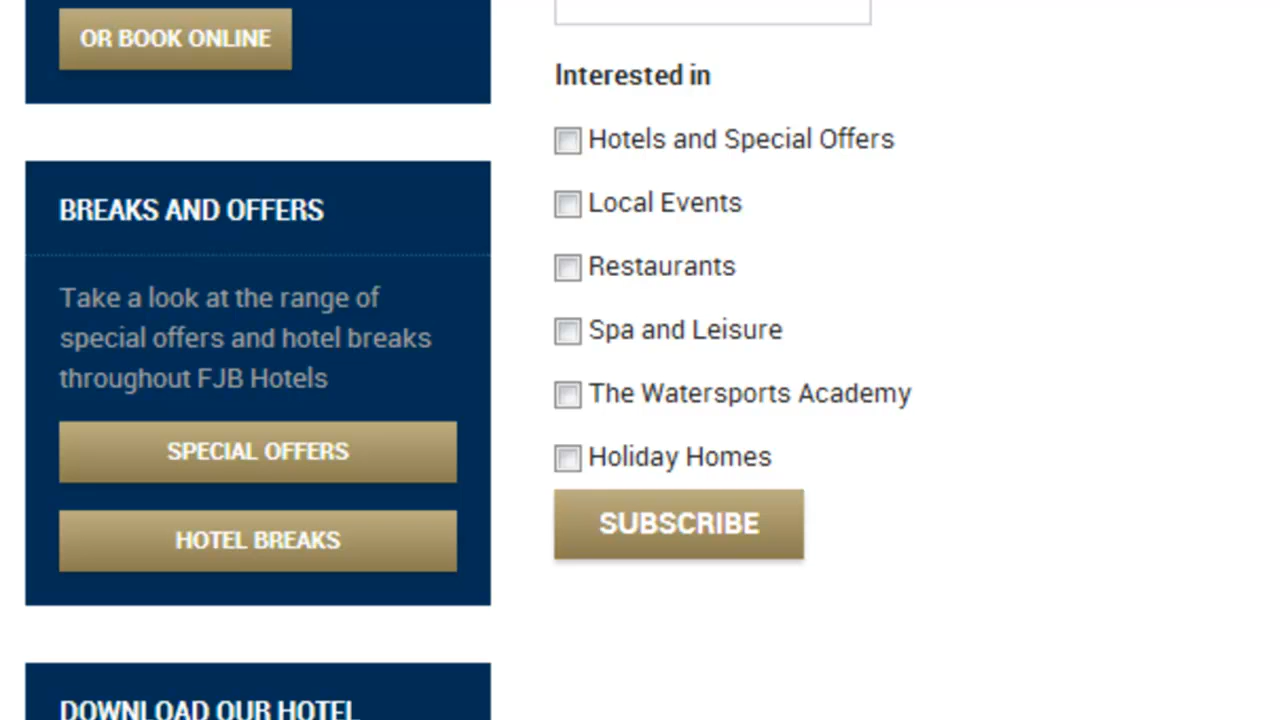 OR BOOK ONLINE
BREAKS AND OFFERS
Take a look at the range of
special offers and hotel breaks
throughout FJB Hotels
SPECIAL OFFERS
HOTEL BREAKS
DOWNLOAD OUR HOTEL
Interested in
Hotels and Special Offers
Local Events
Restaurants
Spa and Leisure
The Watersports Academy
Holiday Homes
SUBSCRIBE